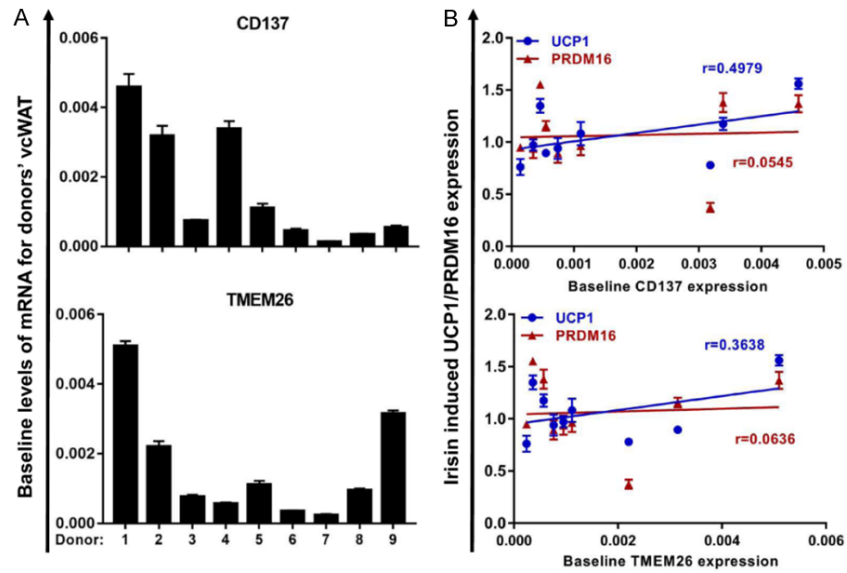 A
Baseline levels of mRNA for donors' vcWAT
CD137
0.006
0.004
0.002
0.000
TMEM26
0.006
0.004
0.002
0.000
Donor: 1 2 3 4 5 6 7 8 9
B
Irisin induced UCP1/PRDM16 expression
2.0
1.5
1.0
0.5
0.0
UCP1
PRDM16
r=0.4979
r=0.0545
0.000 0.001 0.002 0.003 0.004 0.005
Baseline CD137 expression
2.0
1.5
1.0
0.5
0.0
UCP1
PRDM16
r=0.3638
r=0.0636
0.000 0.002 0.004 0.006
Baseline TMEM26 expression